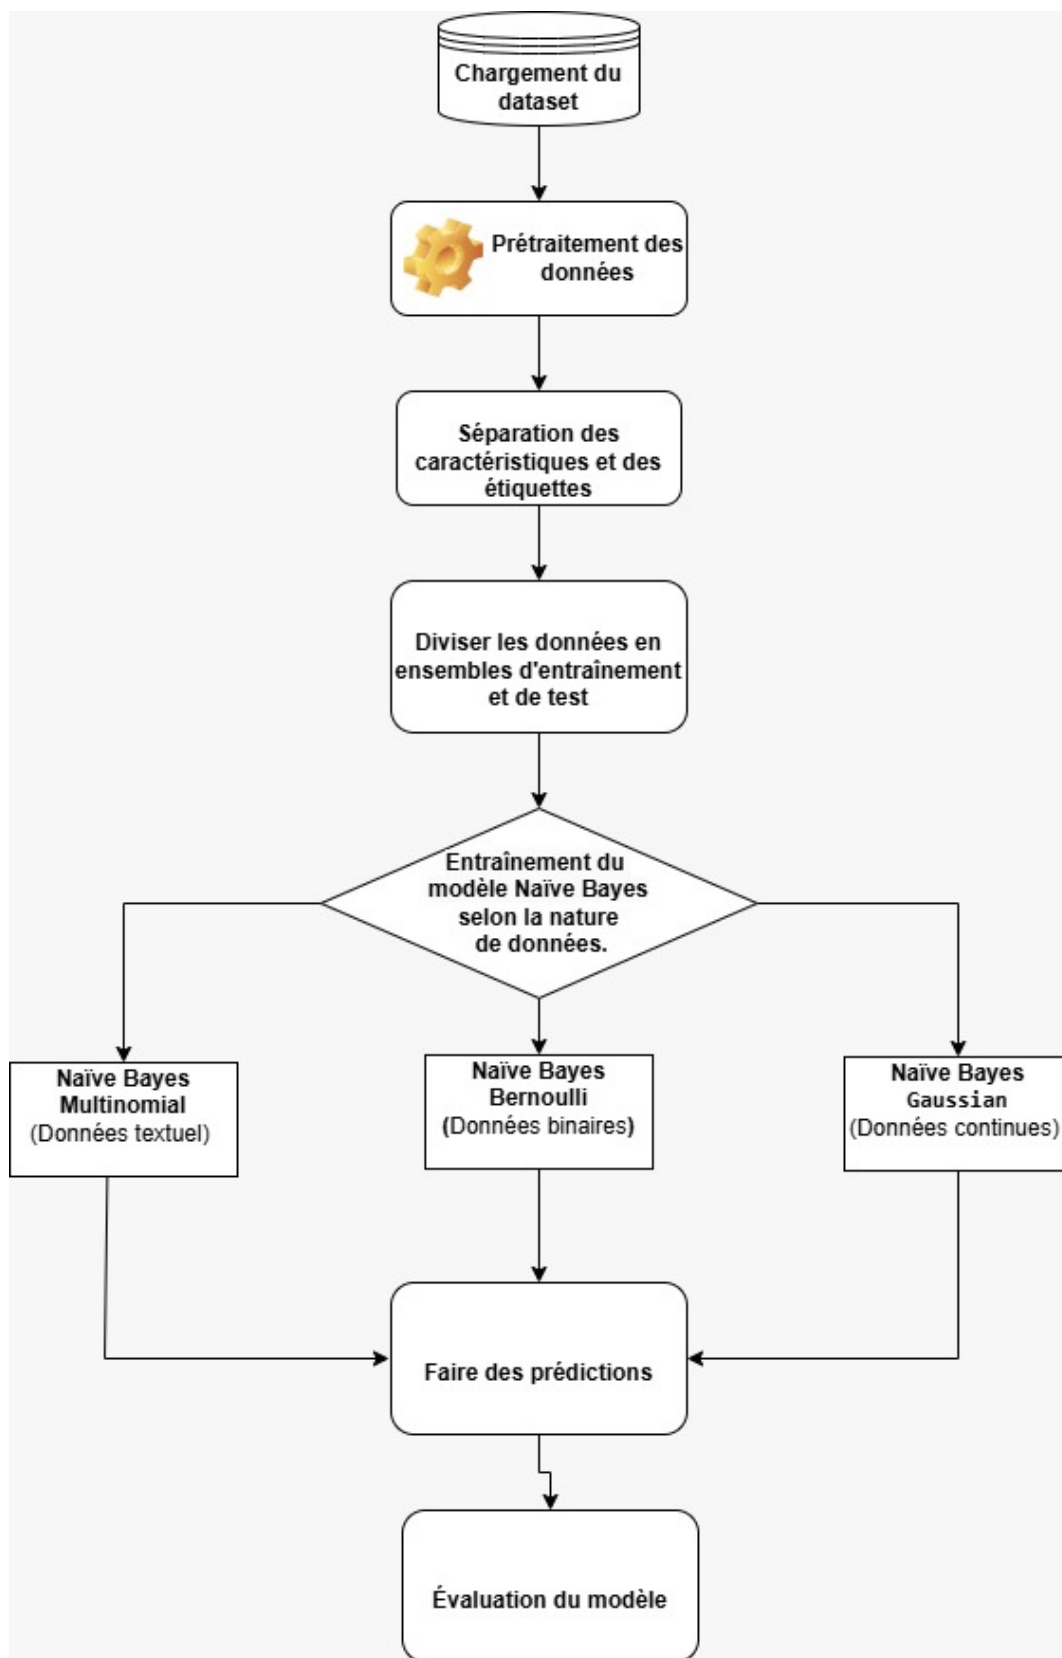 Chargement du
dataset
Prétraitement des
données
Séparation des
caractéristiques et des
étiquettes
Diviser les données en
ensembles d'entraînement
et de test
Entraînement du
modèle Naïve Bayes
selon la nature
de données.
Naïve Bayes
Multinomial
(Données textuel)
Naïve Bayes
Bernoulli
(Données binaires)
Naïve Bayes
Gaussian
(Données continues)
Faire des prédictions
Évaluation du modèle